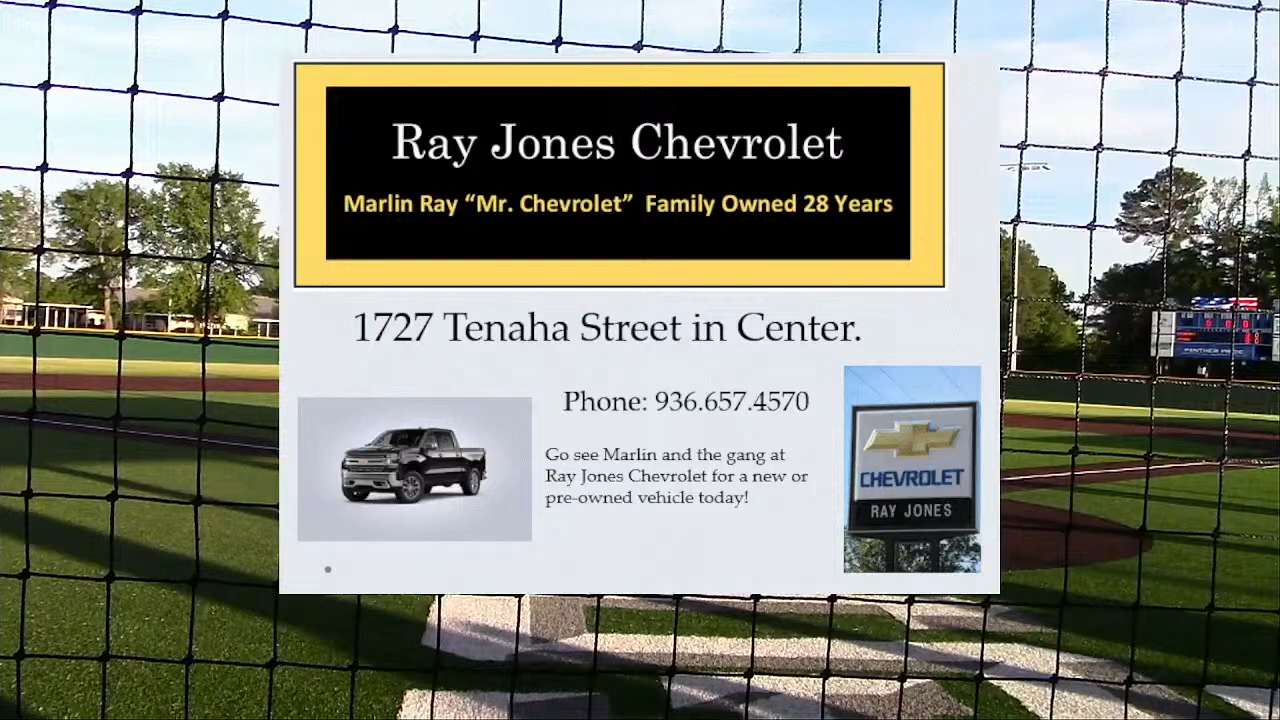 Ray Jones Chevrolet
Marlin Ray “Mr. Chevrolet” Family Owned 28 Years
1727 Tenaha Street in Center.
Phone: 936.657.4570
Go see Marlin and the gang at
Ray Jones Chevrolet for a new or
pre-owned vehicle today!
CHEVROLET
RAY JONES
PANTHER PRIDE